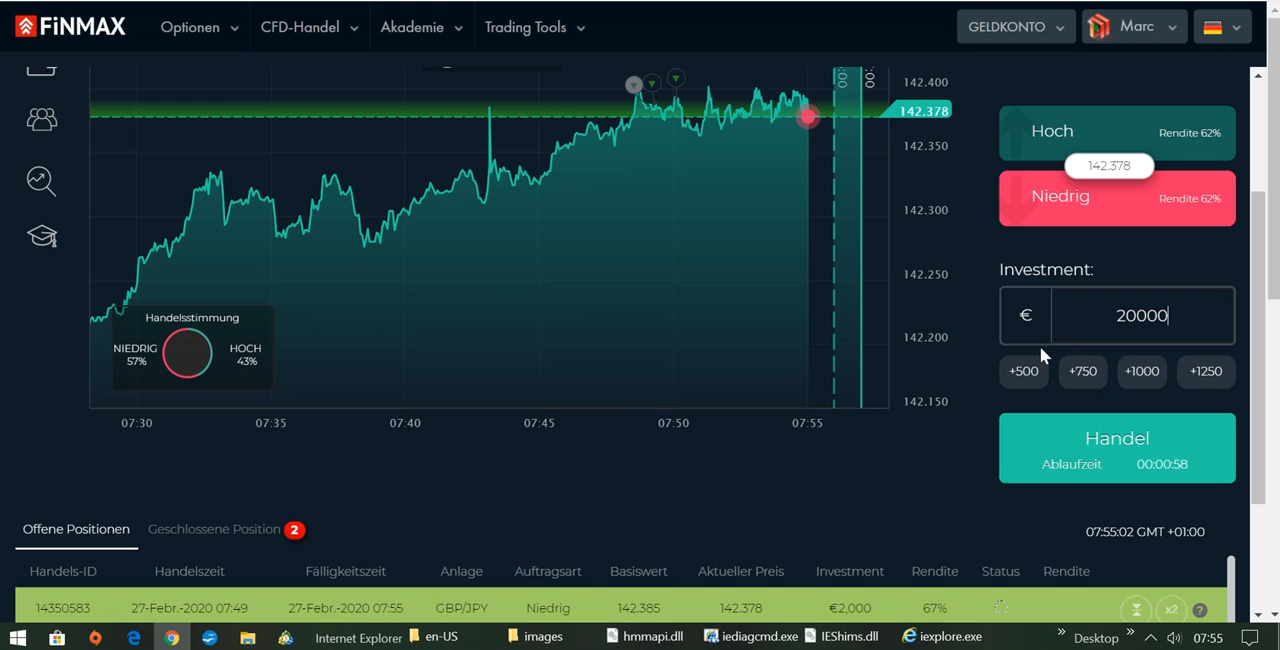 FiNMAX
Optionen
CFD-Handel
Akademie
Trading Tools
GELDKONTO
Marc
142.400
142.378
142.350
142.300
142.250
142.200
142.150
Handelsstimmung
NIEDRIG
57%
HOCH
43%
07:30
07:35
07:40
07:45
07:50
07:55
Hoch
Rendite 62%
142.378
Niedrig
Rendite 62%
Investment:
€
20000
+500
+750
+1000
+1250
Handel
Ablaufzeit 00:00:58
Offene Positionen
Geschlossene Position 2
07:55:02 GMT +01:00
Handels-ID Handelszeit Fälligkeitszeit Anlage Auftragsart Basiswert Aktueller Preis Investment Rendite Status Rendite
14350583 27-Febr.-2020 07:49 27-Febr.-2020 07:55 GBP/JPY Niedrig 142.385 142.378 €2,000 67% x2 ?
Internet Explorer en-US images hmmapi.dll iediagcmd.exe IEShims.dll iexplore.exe » Desktop » 07:55